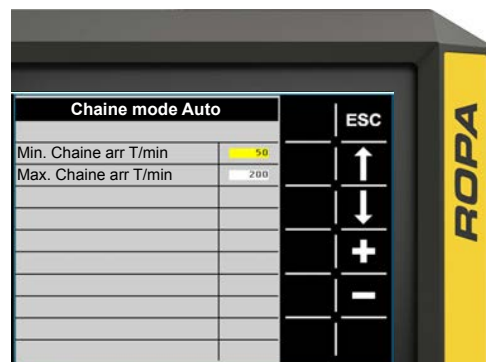 Chaine mode Auto
ESC
Min. Chaine arr T/min 50
Max. Chaine arr T/min 200
ROPA